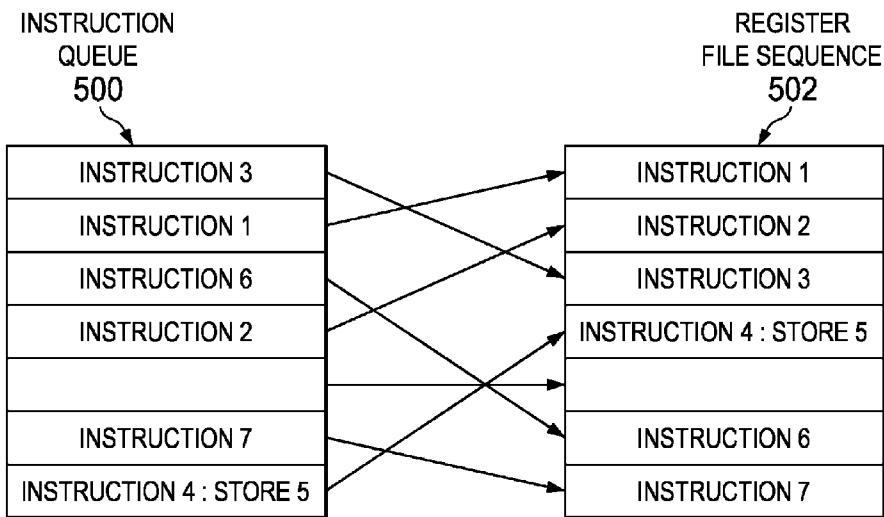 INSTRUCTION
QUEUE
500
REGISTER
FILE SEQUENCE
502
INSTRUCTION 3
INSTRUCTION 1
INSTRUCTION 6
INSTRUCTION 2
INSTRUCTION 7
INSTRUCTION 4 : STORE 5
INSTRUCTION 1
INSTRUCTION 2
INSTRUCTION 3
INSTRUCTION 4 : STORE 5
INSTRUCTION 6
INSTRUCTION 7